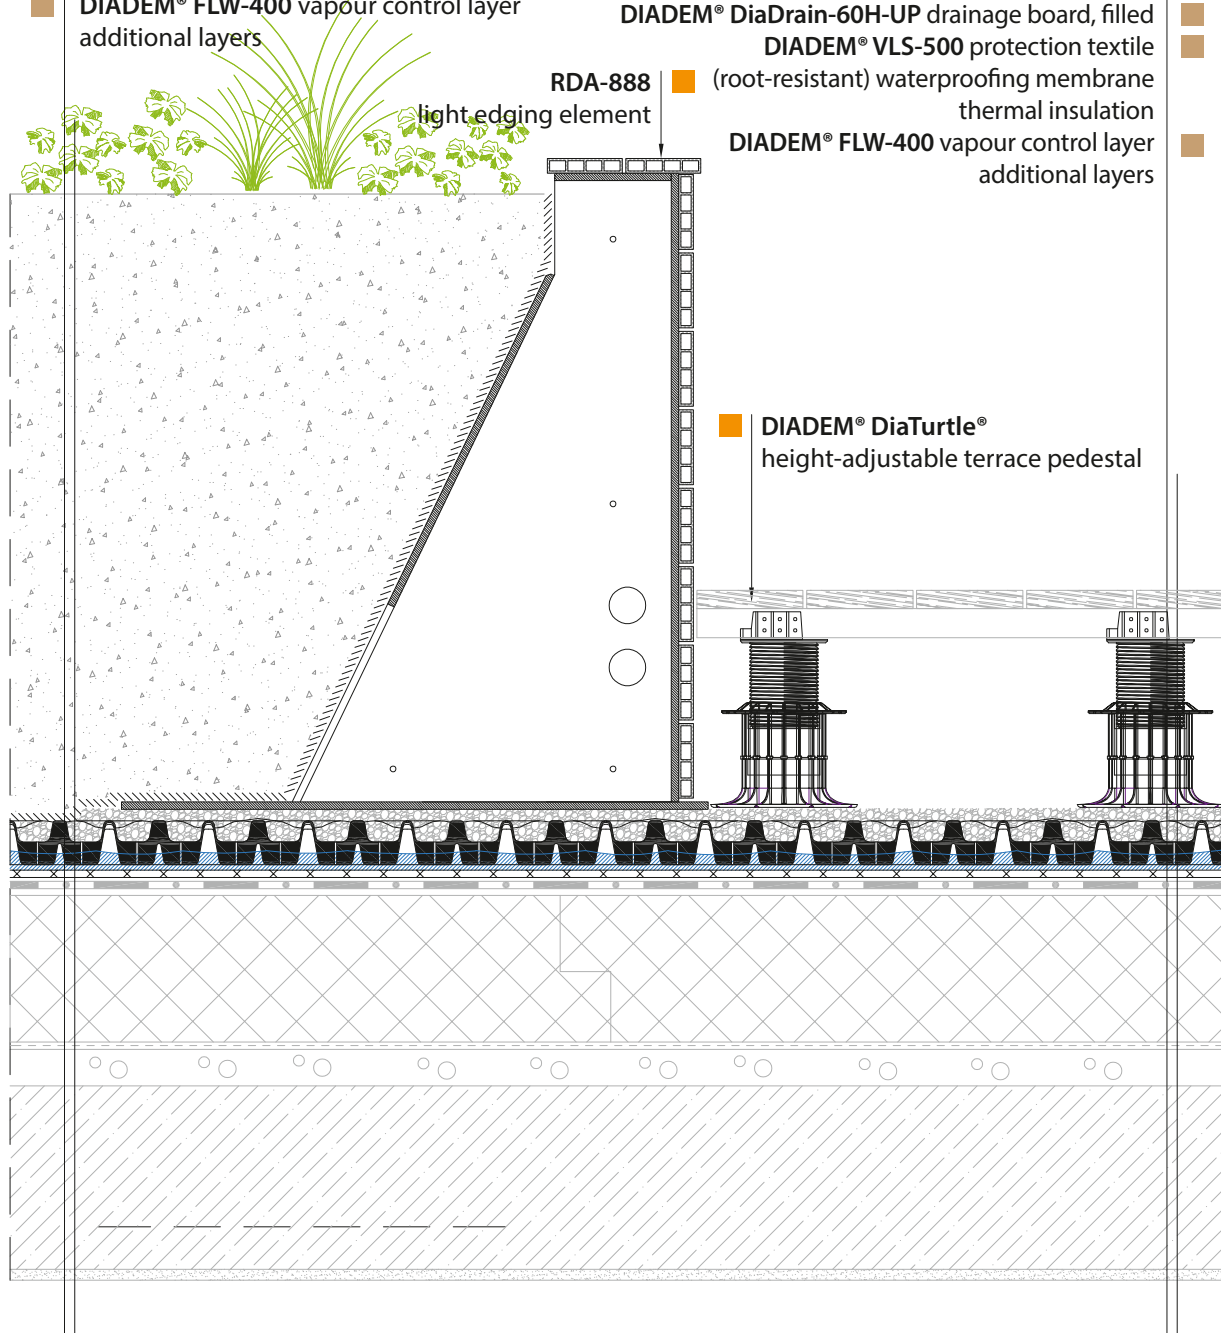 DIADEM® FLW-400 vapour control layer
additional layers
DIADEM® DiaDrain-60H-UP drainage board, filled
DIADEM® VLS-500 protection textile
(root-resistant) waterproofing membrane
thermal insulation
DIADEM® FLW-400 vapour control layer
additional layers
RDA-888
light edging element
DIADEM® DiaTurtle®
height-adjustable terrace pedestal